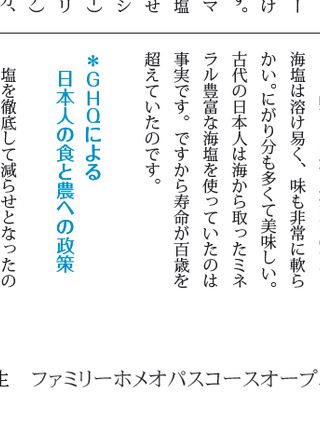 海塩は溶け易く、味も非常に軟ら
かい。にがり分も多くて美味しい。
古代の日本人は海から取ったミネ
ラル豊富な海塩を使っていたのは
事実です。ですから寿命が百歳を
超えていたのです。
＊GHQによる
日本人の食と農への政策
塩を徹底して減らせとなったの
生　ファミリーホメオパスコースオープ